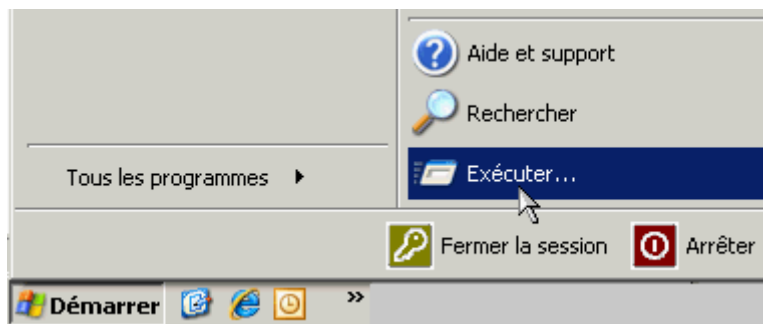 Aide et support
Rechercher
Tous les programmes
Exécuter...
Fermer la session
Arrêter
Démarrer